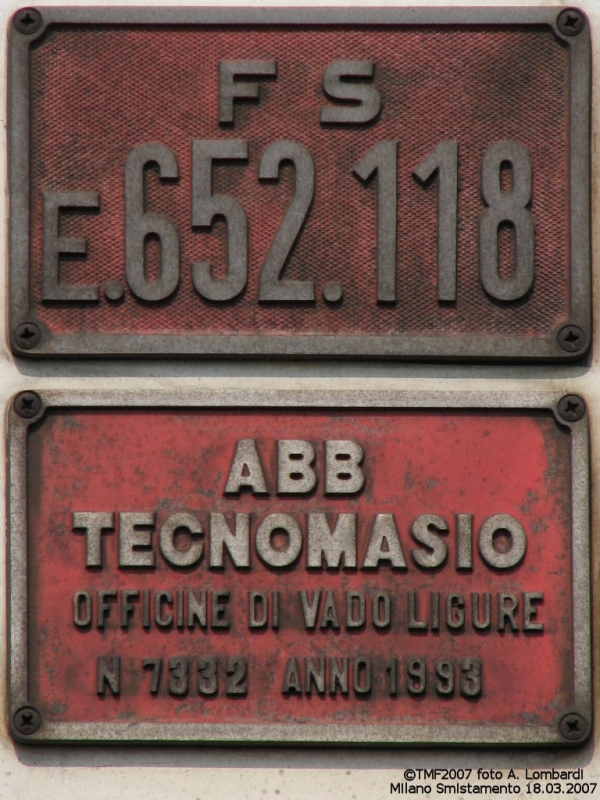 F S
E.652.118
ABB
TECNOMASIO
OFFICINE DI VADO LIGURE
N 7332 ANNO 1993
©TMF2007 foto A. Lombardi
Milano Smistamento 18.03.2007